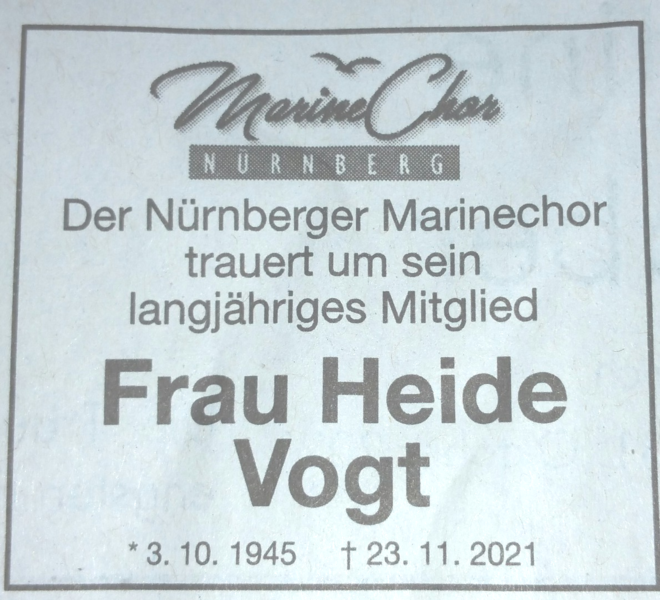 MarineChor
NÜRNBERG
Der Nürnberger Marinechor
trauert um sein
langjähriges Mitglied
Frau Heide
Vogt
* 3. 10. 1945 † 23. 11. 2021